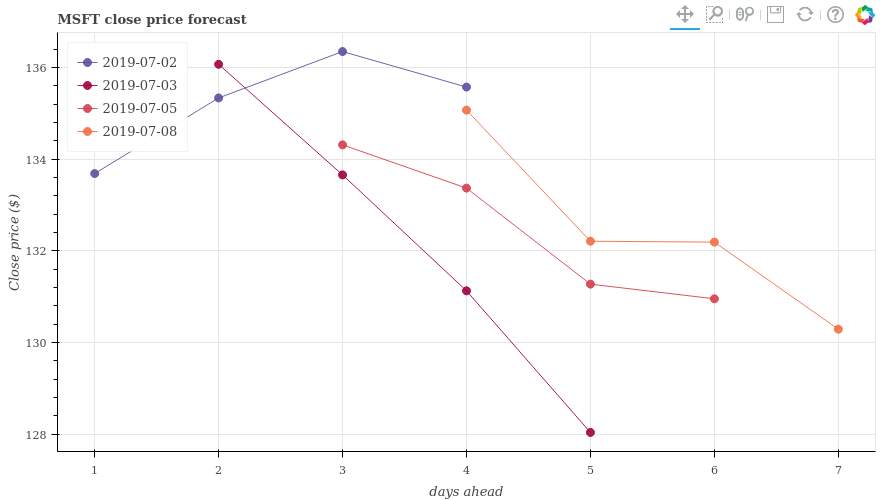 MSFT close price forecast
2019-07-02
2019-07-03
2019-07-05
2019-07-08
Close price ($)
136
134
132
130
128
1 2 3 4 5 6 7
days ahead